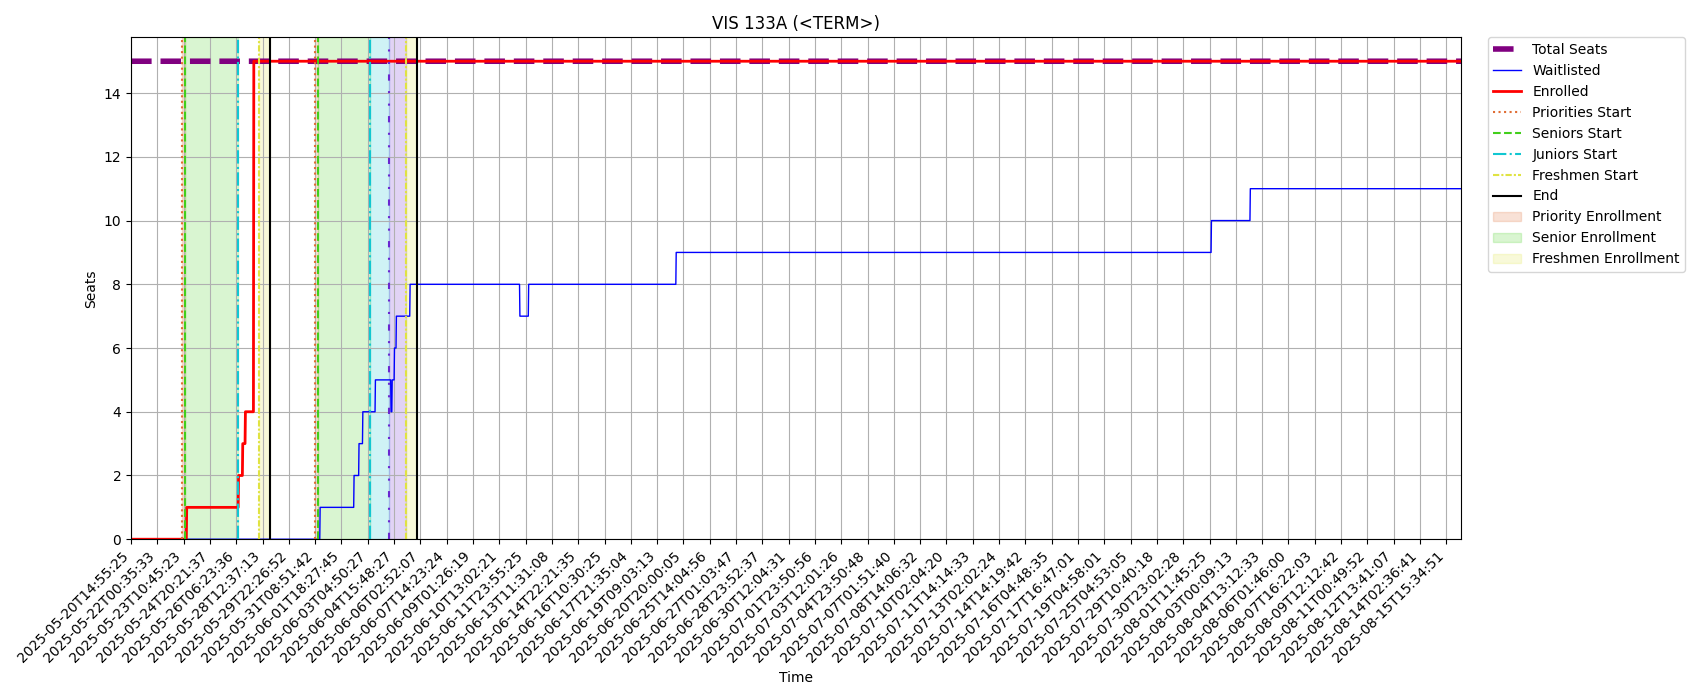 VIS 133A (<TERM>)
Total Seats
Waitlisted
Enrolled
Priorities Start
Seniors Start
Juniors Start
Freshmen Start
End
Priority Enrollment
Senior Enrollment
Freshmen Enrollment
Seats
14
12
10
8
6
4
2
0
2025-05-20T14:55:25
2025-05-22T00:35:33
2025-05-23T10:45:23
2025-05-24T20:21:37
2025-05-26T06:23:36
2025-05-28T12:37:13
2025-05-29T22:26:52
2025-05-31T08:51:42
2025-06-01T18:27:45
2025-06-03T04:50:27
2025-06-04T15:48:27
2025-06-06T02:52:07
2025-06-07T14:23:24
2025-06-09T01:26:19
2025-06-10T13:02:21
2025-06-11T23:55:25
2025-06-13T11:31:08
2025-06-14T22:21:35
2025-06-16T10:30:25
2025-06-17T21:35:04
2025-06-19T09:03:13
2025-06-20T20:00:05
2025-06-25T14:04:56
2025-06-27T01:03:47
2025-06-28T23:52:37
2025-06-30T12:04:31
2025-07-01T23:50:56
2025-07-03T12:01:26
2025-07-04T23:50:48
2025-07-07T01:51:40
2025-07-08T14:06:32
2025-07-10T02:04:20
2025-07-11T14:14:33
2025-07-13T02:02:24
2025-07-14T14:19:42
2025-07-16T04:48:35
2025-07-17T16:47:01
2025-07-19T04:58:01
2025-07-25T04:53:05
2025-07-29T10:40:18
2025-07-30T23:02:28
2025-08-01T11:45:25
2025-08-03T00:09:13
2025-08-04T13:12:33
2025-08-06T01:46:00
2025-08-07T16:22:03
2025-08-09T12:12:42
2025-08-11T00:49:52
2025-08-12T13:41:07
2025-08-14T02:36:41
2025-08-15T15:34:51
Time